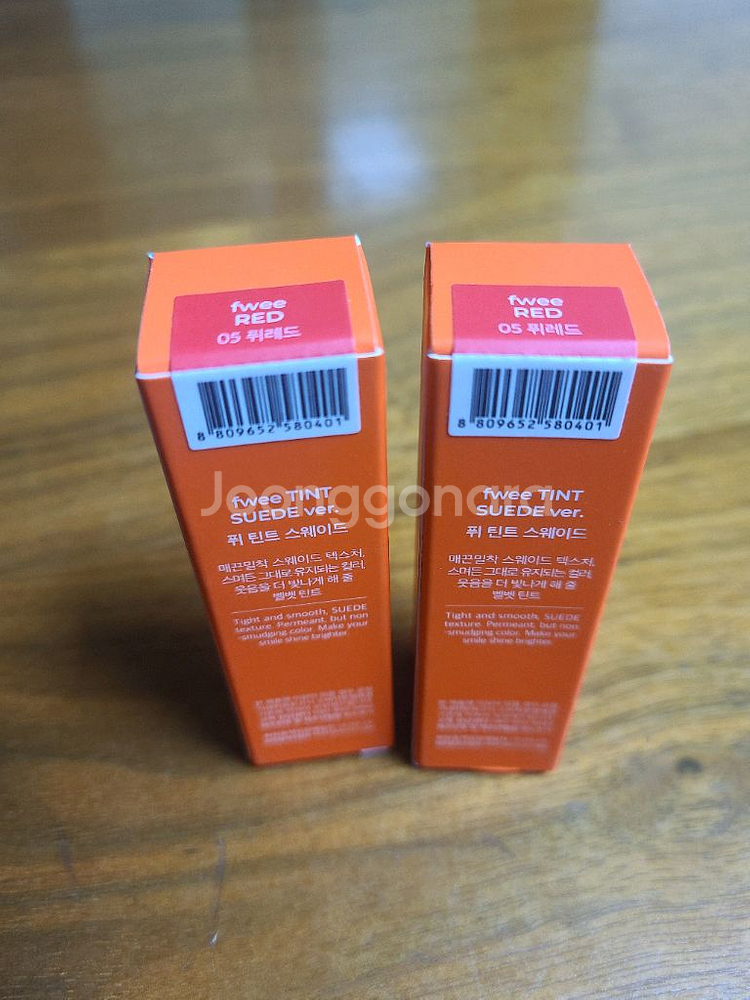 fwee
RED
05 퓌레드
8 809652 580401
fwee TINT
SUEDE ver.
퓌 틴트 스웨이드
매끈밀착 스웨이드 텍스처,
스며든 그대로 유지되는 컬러,
웃음을 더 빛나게 해 줄
벨벳 틴트
Tight and smooth, SUEDE
texture. Permeant, but non
-smudging color. Make your
smile shine brighter.
fwee
RED
05 퓌레드
8 809652 580401
fwee TINT
SUEDE ver.
퓌 틴트 스웨이드
매끈밀착 스웨이드 텍스처,
스며든 그대로 유지되는 컬러,
웃음을 더 빛나게 해 줄
벨벳 틴트
Tight and smooth, SUEDE
texture. Permeant, but non
-smudging color. Make your
smile shine brighter.
Joonggonara